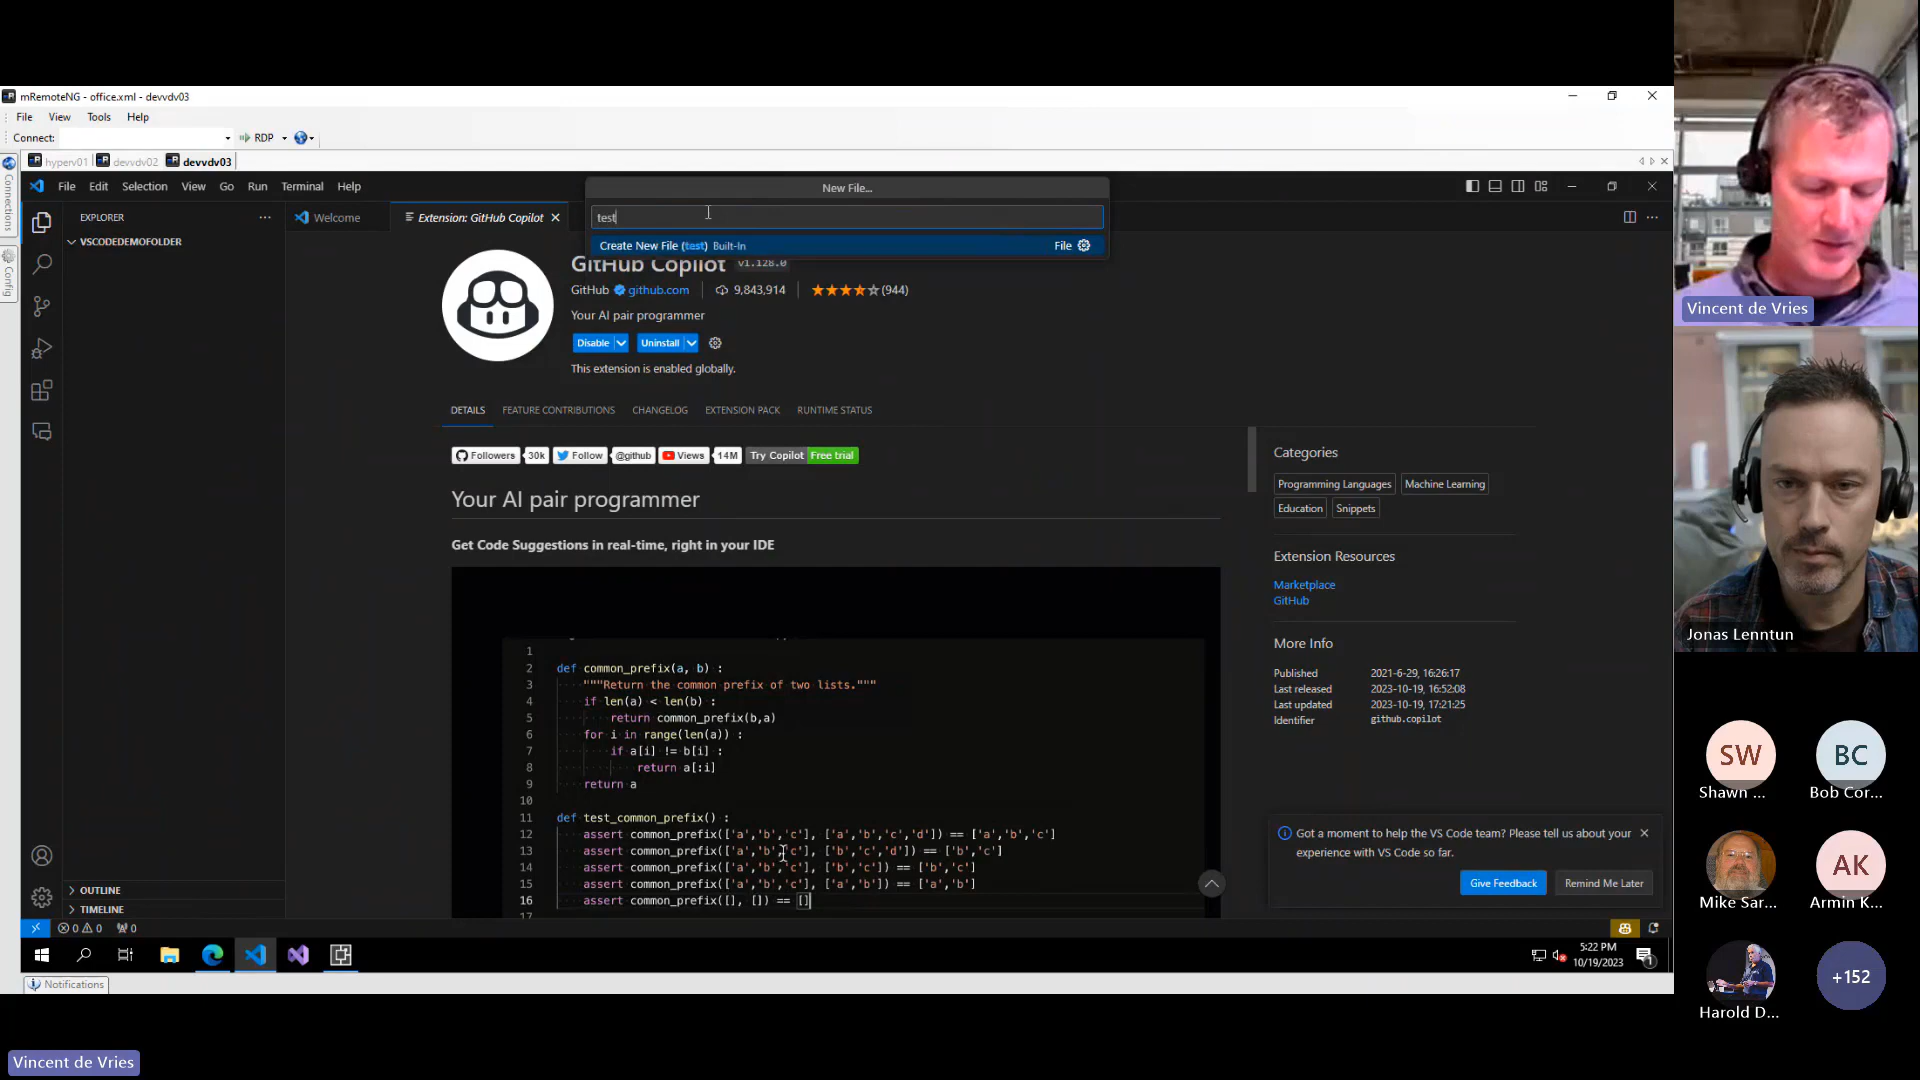 mRemoteNG - office.xml - devvdv03
File View Tools Help
Connect: RDP
hyperv01 devvdv02 devvdv03
Connections
Config
File Edit Selection View Go Run Terminal Help
New File...
test
Create New File (test) Built-In File
EXPLORER
VSCODEDEMOFOLDER
Welcome
Extension: GitHub Copilot
GitHub Copilot v1.128.0
GitHub github.com 9,843,914 (944)
Your AI pair programmer
Disable Uninstall
This extension is enabled globally.
DETAILS FEATURE CONTRIBUTIONS CHANGELOG EXTENSION PACK RUNTIME STATUS
Followers 30k Follow @github Views 14M Try Copilot Free trial
Your AI pair programmer
Get Code Suggestions in real-time, right in your IDE
1
2 def common_prefix(a, b) :
3 """Return the common prefix of two lists."""
4 if len(a) < len(b) :
5 return common_prefix(b,a)
6 for i in range(len(a)) :
7 if a[i] != b[i] :
8 return a[:i]
9 return a
10
11 def test_common_prefix() :
12 assert common_prefix(['a','b','c'], ['a','b','c','d']) == ['a','b','c']
13 assert common_prefix(['a','b','c'], ['b','c','d']) == ['b','c']
14 assert common_prefix(['a','b','c'], ['b','c']) == ['b','c']
15 assert common_prefix(['a','b','c'], ['a','b']) == ['a','b']
16 assert common_prefix([], []) == []
17
Categories
Programming Languages Machine Learning
Education Snippets
Extension Resources
Marketplace
GitHub
More Info
Published 2021-6-29, 16:26:17
Last released 2023-10-19, 16:52:08
Last updated 2023-10-19, 17:21:25
Identifier github.copilot
Got a moment to help the VS Code team? Please tell us about your
experience with VS Code so far.
Give Feedback Remind Me Later
OUTLINE
TIMELINE
0 0 0
5:22 PM
10/19/2023
1
Notifications
Vincent de Vries
Jonas Lenntun
SW BC
Shawn ... Bob Cor...
AK
Mike Sar... Armin K...
+152
Harold D...
Vincent de Vries